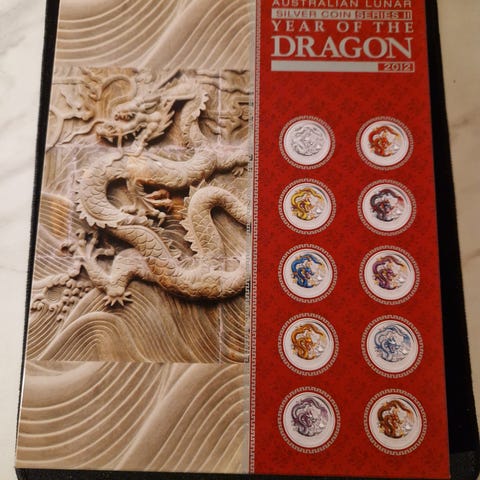 AUSTRALIAN LUNAR
SILVER COIN SERIES II
YEAR OF THE
DRAGON
2012